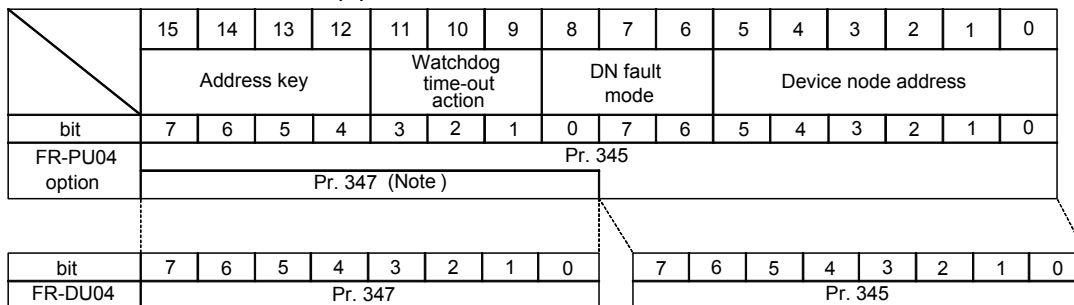 15 14 13 12 11 10 9 8 7 6 5 4 3 2 1 0
Address key
Watchdog
time-out
action
DN fault
mode
Device node address
bit 7 6 5 4 3 2 1 0 7 6 5 4 3 2 1 0
FR-PU04
option
Pr. 345
Pr. 347 (Note )
bit 7 6 5 4 3 2 1 0 7 6 5 4 3 2 1 0
FR-DU04 Pr. 347 Pr. 345